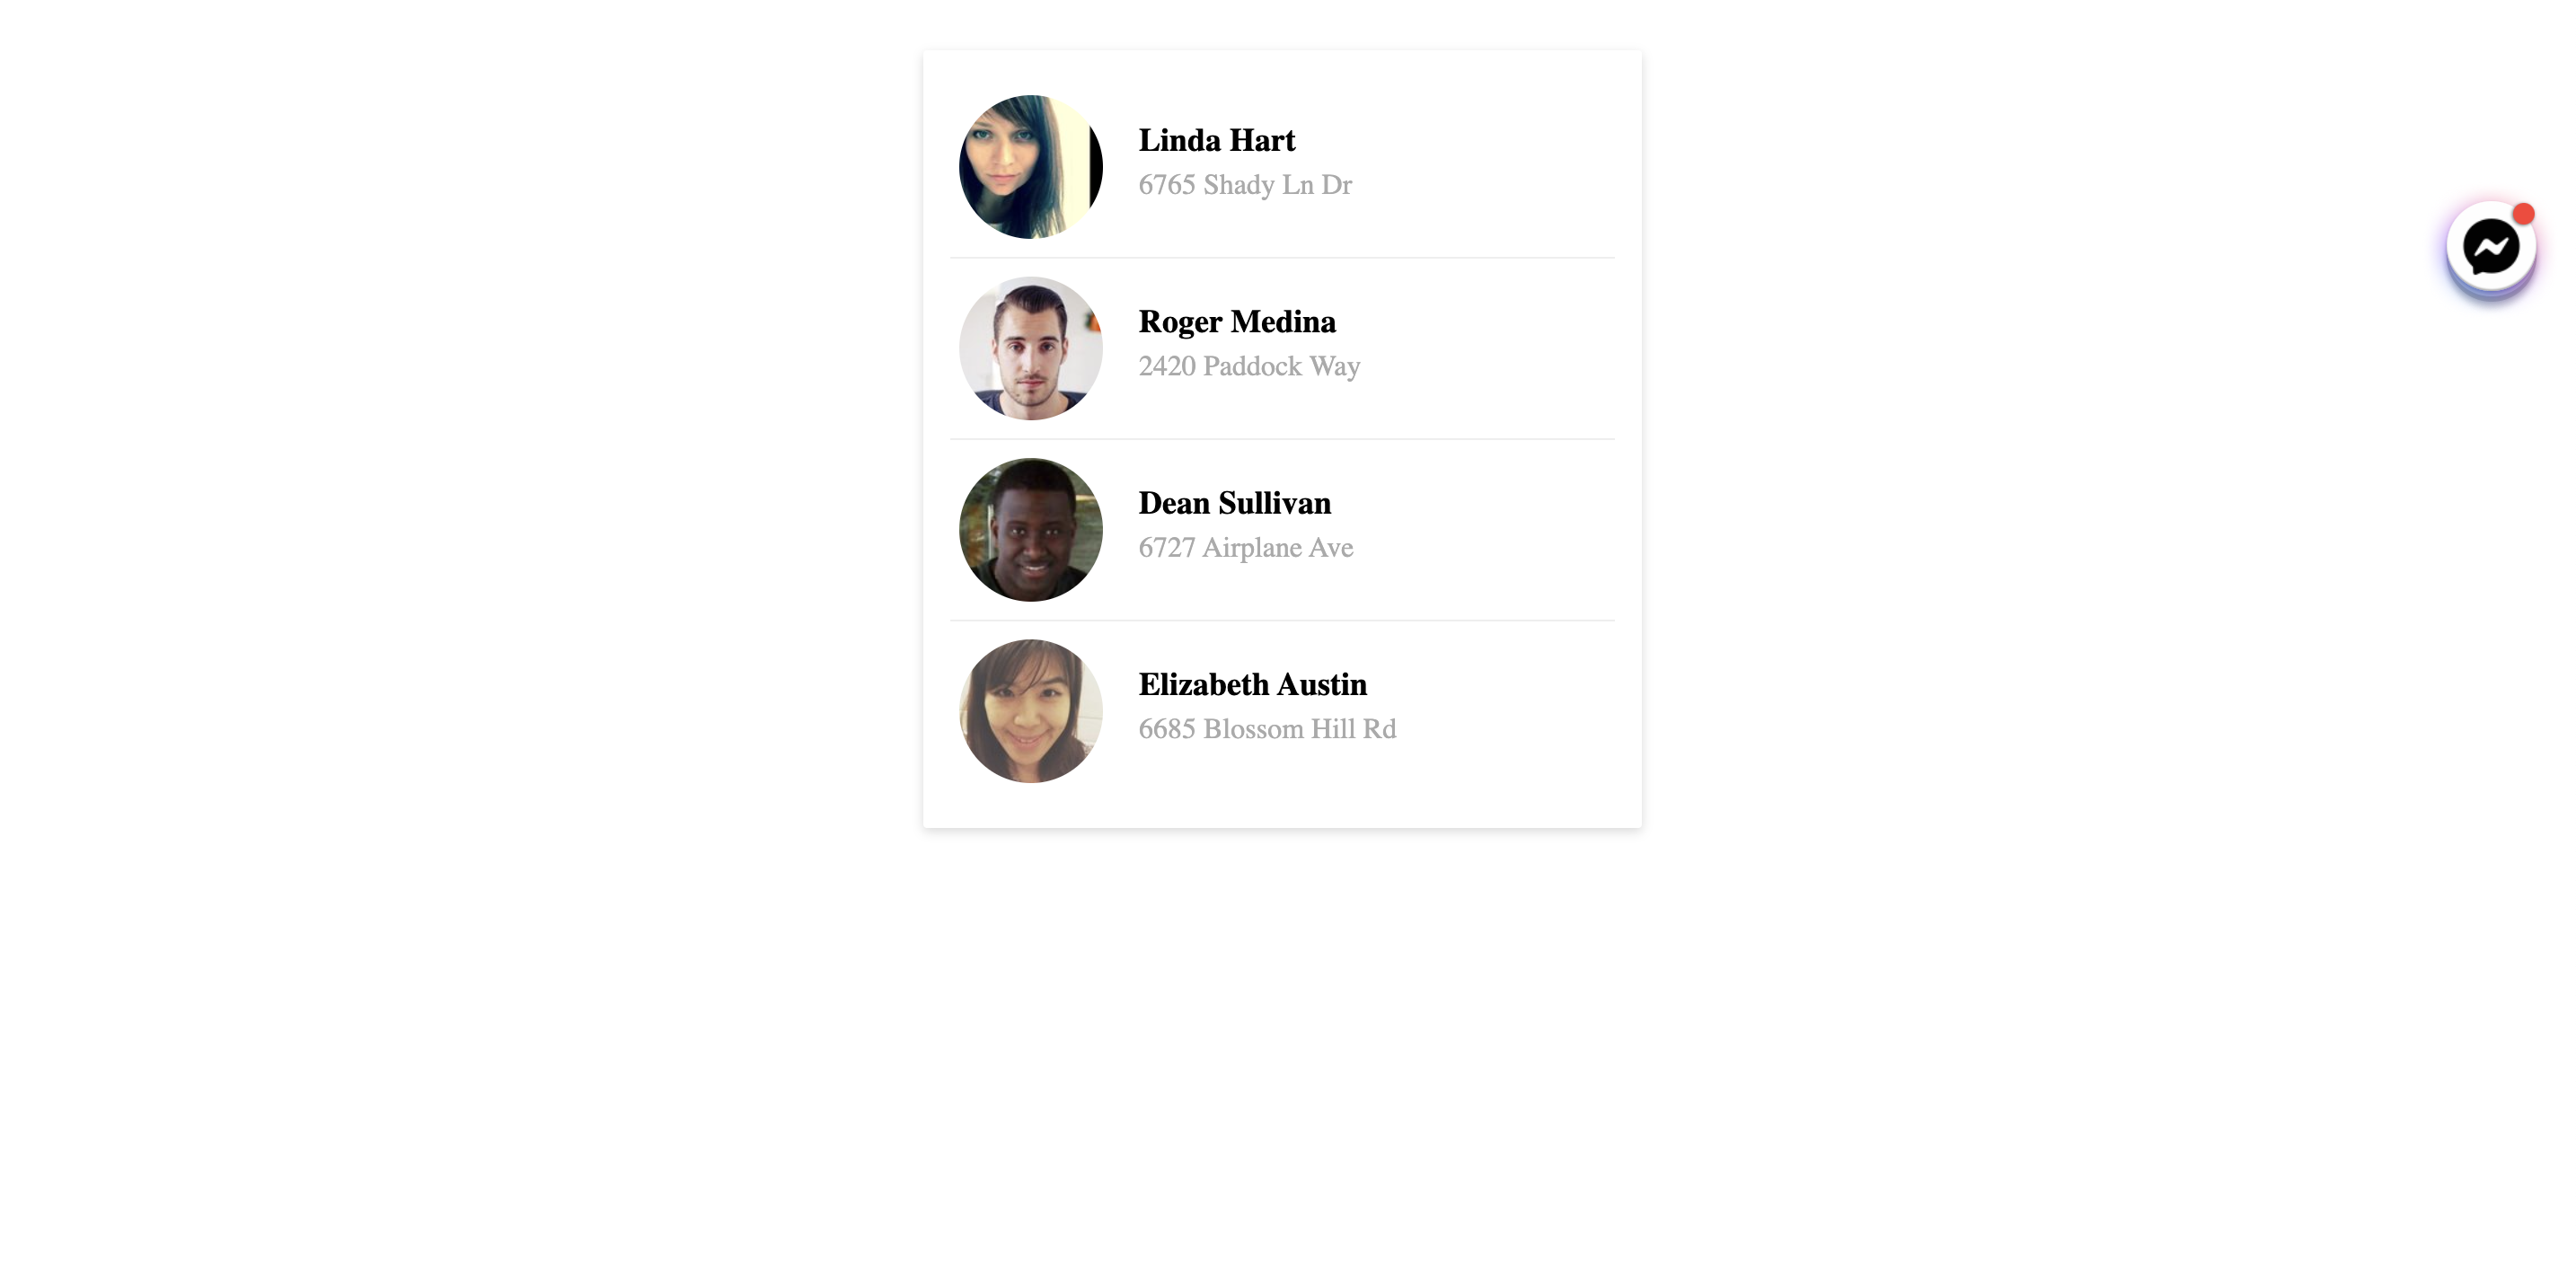 Linda Hart
6765 Shady Ln Dr
Roger Medina
2420 Paddock Way
Dean Sullivan
6727 Airplane Ave
Elizabeth Austin
6685 Blossom Hill Rd